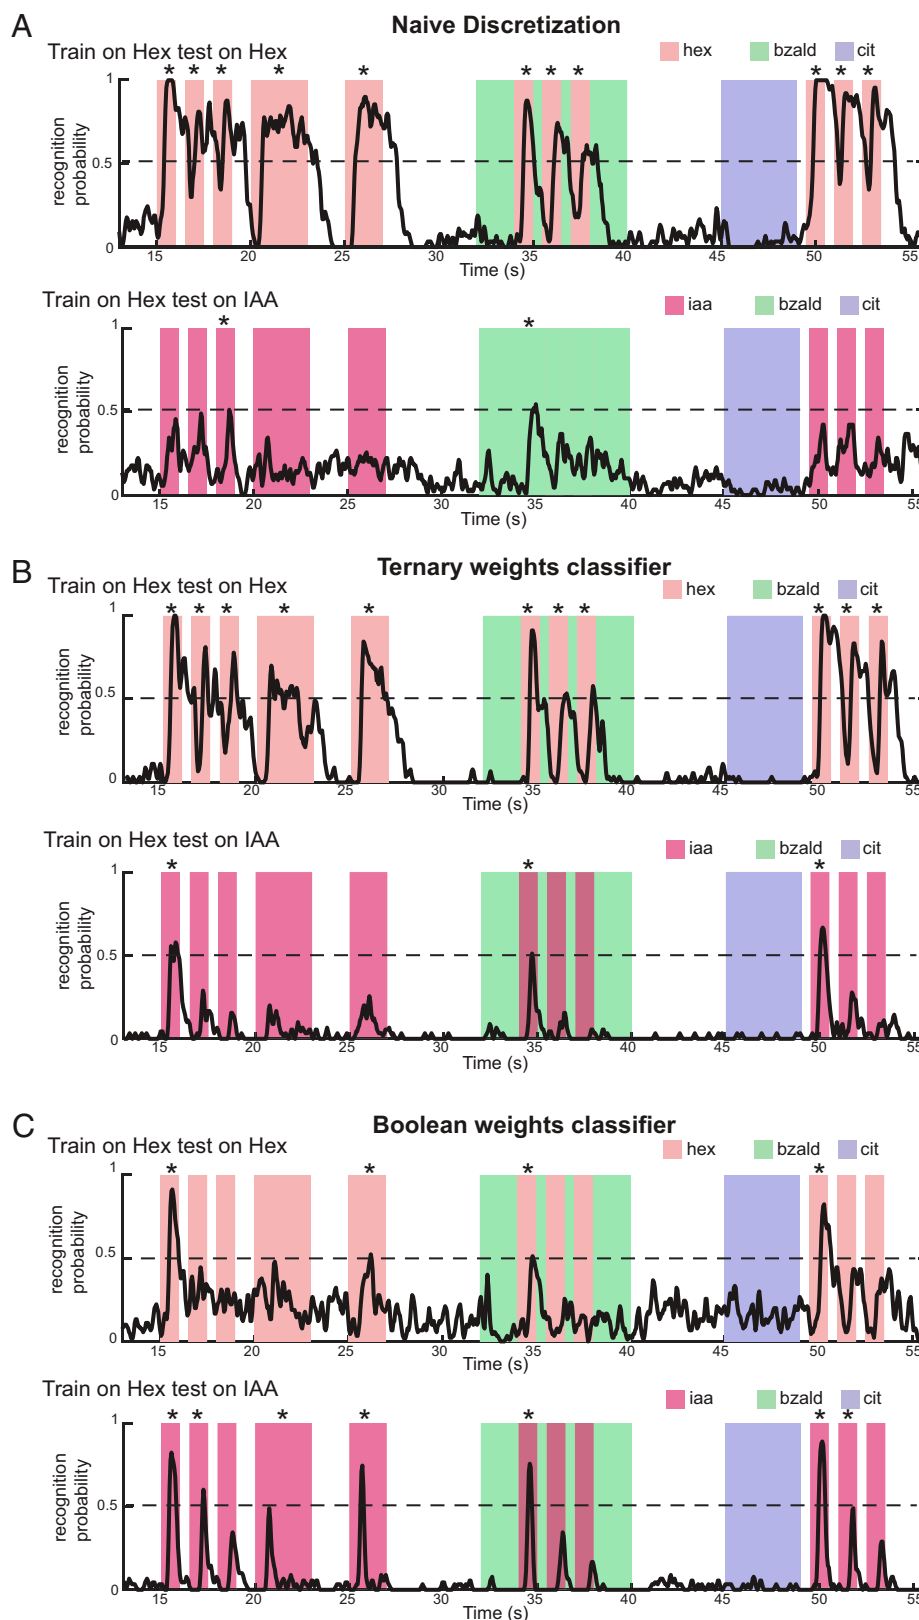 A
Naive Discretization
Train on Hex test on Hex
hex bzald cit
* * * * * * * * * * *
recognition
probability
1
0.5
0
15 20 25 30 35 40 45 50 55
Time (s)
Train on Hex test on IAA
iaa bzald cit
* *
recognition
probability
1
0.5
0
15 20 25 30 35 40 45 50 55
Time (s)
B
Ternary weights classifier
Train on Hex test on Hex
hex bzald cit
* * * * * * * * * * *
recognition
probability
1
0.5
0
15 20 25 30 35 40 45 50 55
Time (s)
Train on Hex test on IAA
iaa bzald cit
* * *
recognition
probability
1
0.5
0
15 20 25 30 35 40 45 50 55
Time (s)
C
Boolean weights classifier
Train on Hex test on Hex
hex bzald cit
* * * *
recognition
probability
1
0.5
0
15 20 25 30 35 40 45 50 55
Time (s)
Train on Hex test on IAA
iaa bzald cit
* * * * * * *
recognition
probability
1
0.5
0
15 20 25 30 35 40 45 50 55
Time (s)